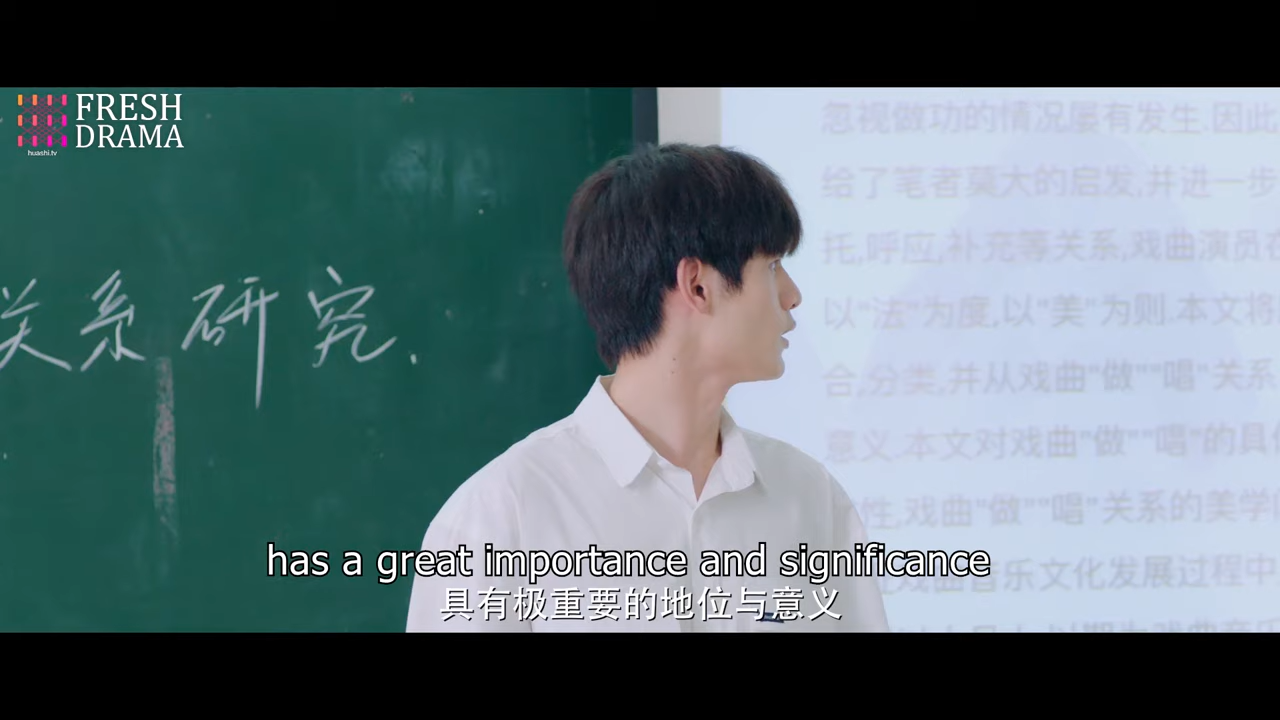 FRESH
DRAMA
huashi.tv
关系研究.
忽视做功的情况屡有发生.因此
给了笔者莫大的启发,并进一步
托,呼应,补充等关系,戏曲演员在
以"法"为度,以"美"为则.本文将
合,分类,并从戏曲"做""唱"关系
意义.本文对戏曲"做""唱"的具体
性,戏曲"做""唱"关系的美学
戏曲音乐文化发展过程中
has a great importance and significance
具有极重要的地位与意义